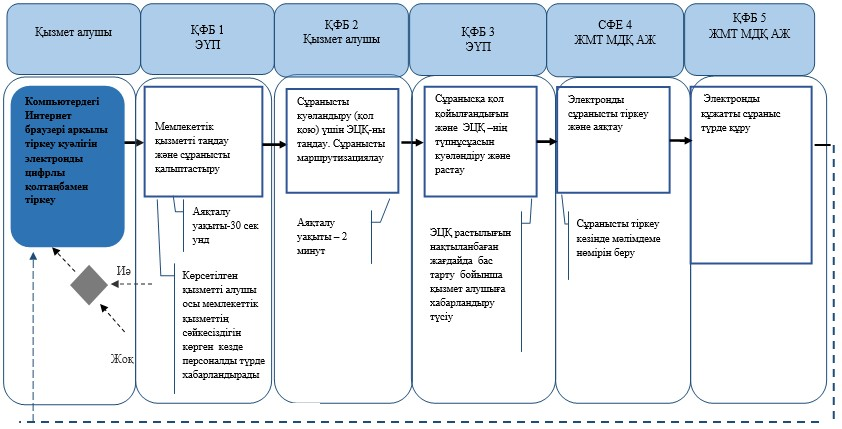 Қызмет алушы
ҚФБ 1
ЭҮП
ҚФБ 2
Қызмет алушы
ҚФБ 3
ЭҮП
СФЕ 4
ЖМТ МДҚ АЖ
ҚФБ 5
ЖМТ МДҚ АЖ
Компьютердегі
Интернет
браузері арқылы
тіркеу куәлігін
электронды
цифрлы
қолтаңбамен
тіркеу
Мемлекеттік
қызметті таңдау
және сұранысты
қалыптастыру
Сұранысты
куәландыру (қол
қою) үшін ЭЦҚ-ны
таңдау. Сұранысты
маршрутизациялау
Сұранысқа қол
қойылғандығын
және ЭЦҚ –нің
түпнұсқасын
куәландіру және
растау
Электронды
сұранысты тіркеу
және аяқтау
Электронды
құжатты сұраныс
түрде құру
Аяқталу
уақыты-30 сек
унд
Аяқталу
уақыты – 2
минут
ЭЦҚ растылығын
нақтыланбаған
жағдайда бас
тарту бойынша
қызмет алушыға
хабарландыру
түсіу
Сұранысты тіркеу
кезінде мәлімдеме
нөмірін беру
Иә
Жоқ
Көрсетілген
қызметті алушы
осы мемлекеттік
қызметтің
сәйкесіздігін
көрген кезде
персоналды түрде
хабарландырады